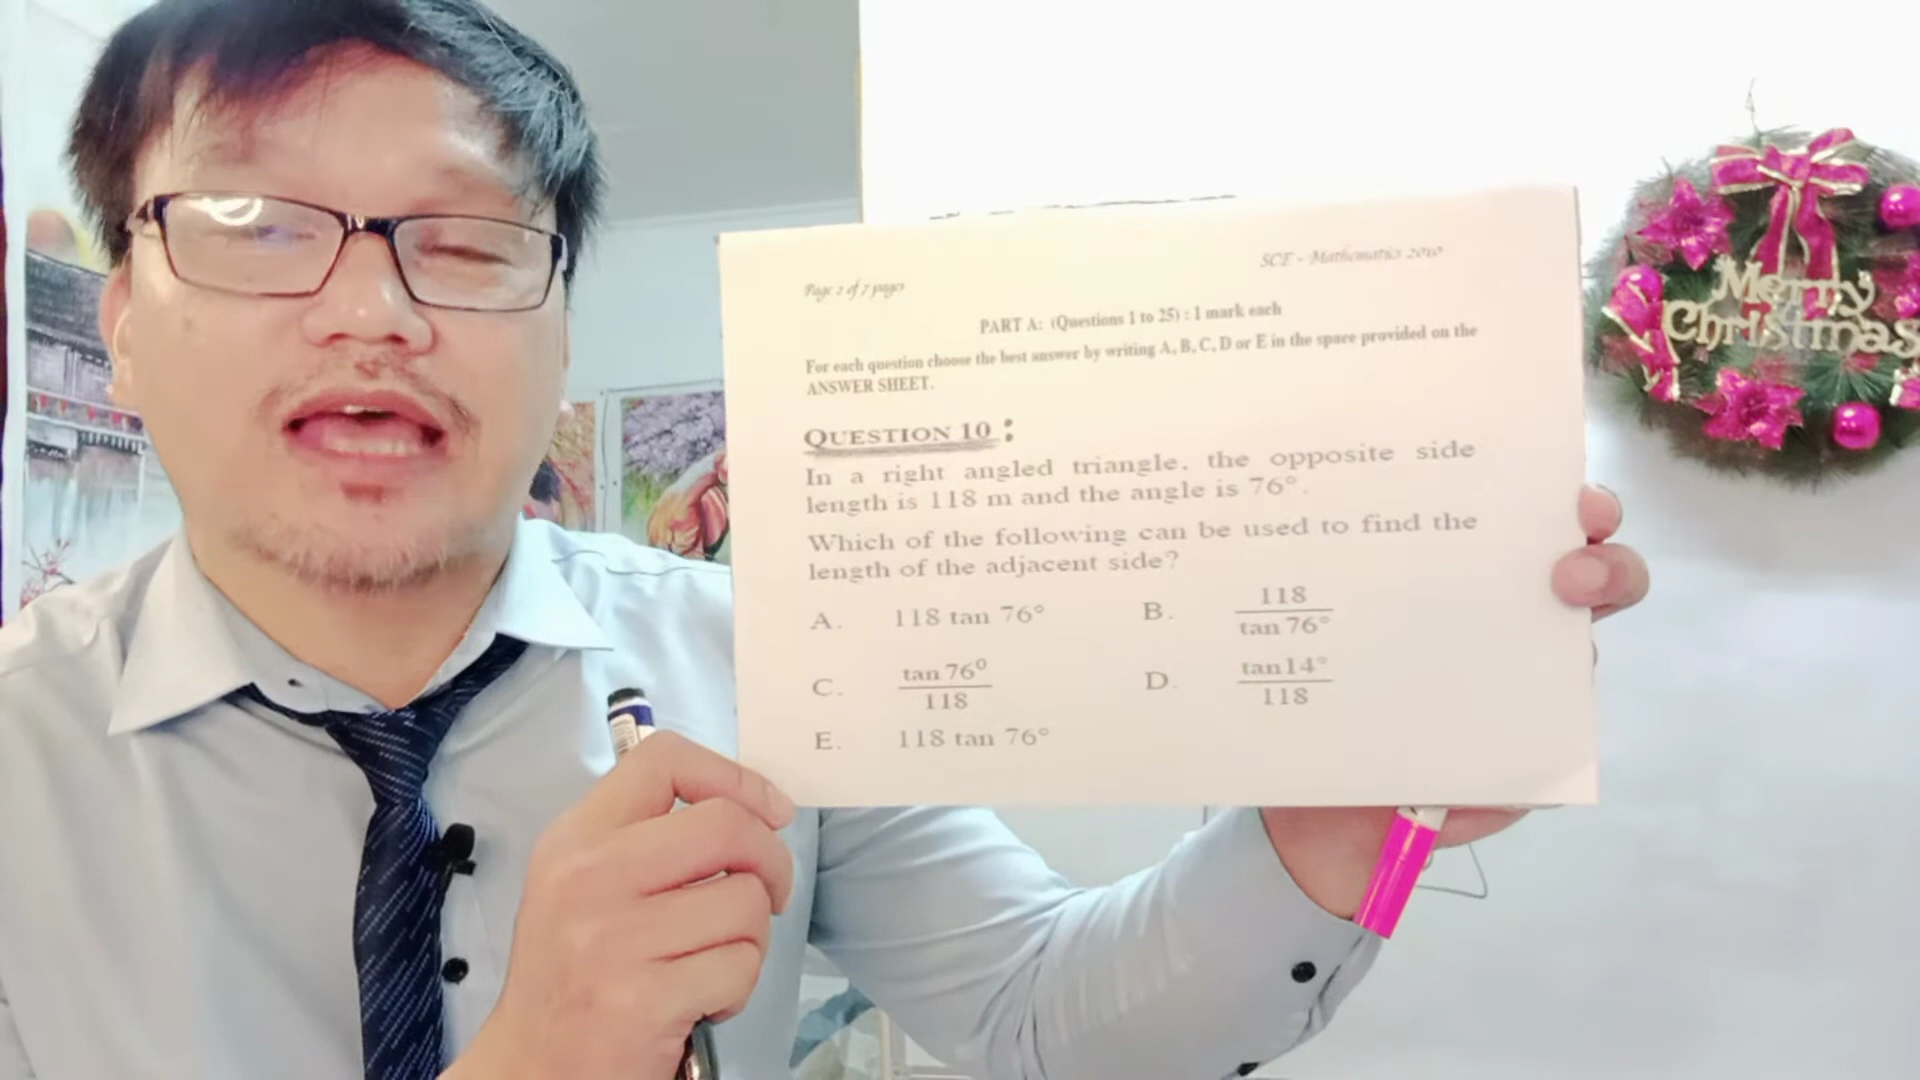 SCE - Mathematics 2010
Page 2 of 7 pages
PART A: (Questions 1 to 25) : 1 mark each
For each question choose the best answer by writing A, B, C, D or E in the space provided on the
ANSWER SHEET.
QUESTION 10 :
In a right angled triangle, the opposite side
length is 118 m and the angle is 76°.
Which of the following can be used to find the
length of the adjacent side?
A. 118 tan 76°
B. 118
tan 76°
C. tan 76⁰
118
D. tan14°
118
E. 118 tan 76°
Merry
Christmas